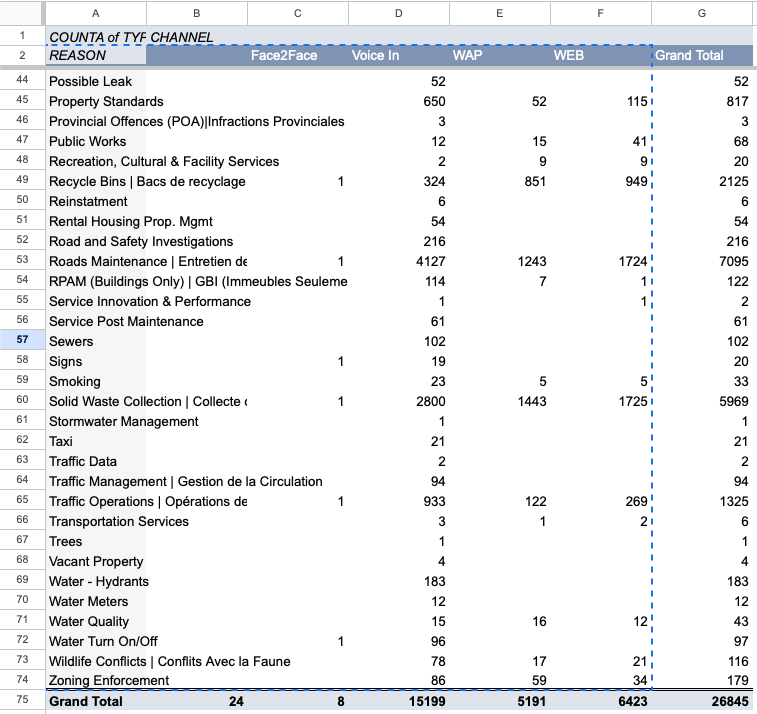 A B C D E F G
1 COUNTA of TYP CHANNEL
2 REASON Face2Face Voice In WAP WEB Grand Total
44 Possible Leak 52 52
45 Property Standards 650 52 115 817
46 Provincial Offences (POA)|Infractions Provinciales 3 3
47 Public Works 12 15 41 68
48 Recreation, Cultural & Facility Services 2 9 9 20
49 Recycle Bins | Bacs de recyclage 1 324 851 949 2125
50 Reinstatment 6 6
51 Rental Housing Prop. Mgmt 54 54
52 Road and Safety Investigations 216 216
53 Roads Maintenance | Entretien de 1 4127 1243 1724 7095
54 RPAM (Buildings Only) | GBI (Immeubles Seuleme 114 7 1 122
55 Service Innovation & Performance 1 1 2
56 Service Post Maintenance 61 61
57 Sewers 102 102
58 Signs 1 19 20
59 Smoking 23 5 5 33
60 Solid Waste Collection | Collecte 1 2800 1443 1725 5969
61 Stormwater Management 1 1
62 Taxi 21 21
63 Traffic Data 2 2
64 Traffic Management | Gestion de la Circulation 94 94
65 Traffic Operations | Opérations de 1 933 122 269 1325
66 Transportation Services 3 1 2 6
67 Trees 1 1
68 Vacant Property 4 4
69 Water - Hydrants 183 183
70 Water Meters 12 12
71 Water Quality 15 16 12 43
72 Water Turn On/Off 1 96 97
73 Wildlife Conflicts | Conflits Avec la Faune 78 17 21 116
74 Zoning Enforcement 86 59 34 179
75 Grand Total 24 8 15199 5191 6423 26845